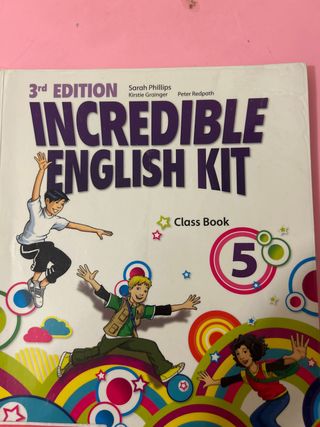 3rd EDITION
Sarah Phillips
Kirstie Grainger Peter Redpath
INCREDIBLE
ENGLISH KIT
Class Book
5